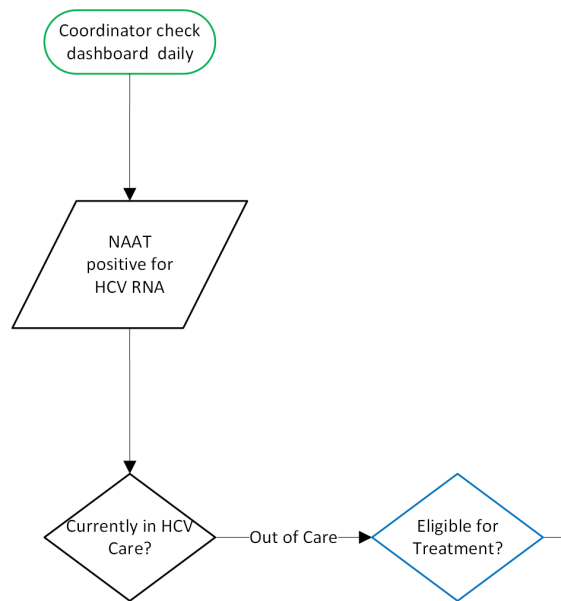 Coordinator check
dashboard daily
NAAT
positive for
HCV RNA
Currently in HCV
Care?
Out of Care
Eligible for
Treatment?